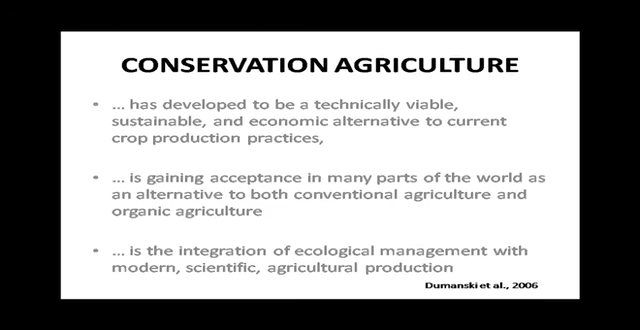 CONSERVATION AGRICULTURE
• ... has developed to be a technically viable,
sustainable, and economic alternative to current
crop production practices,
• ... is gaining acceptance in many parts of the world as
an alternative to both conventional agriculture and
organic agriculture
• ... is the integration of ecological management with
modern, scientific, agricultural production
Dumanski et al., 2006